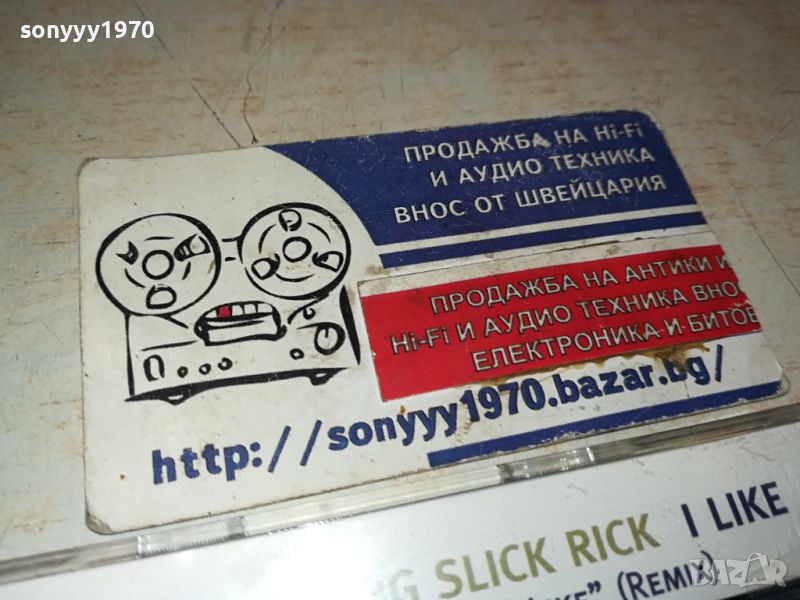 sonyyy1970
ПРОДАЖБА НА Hi-Fi
И АУДИО ТЕХНИКА
ВНОС ОТ ШВЕЙЦАРИЯ
ПРОДАЖБА НА АНТИКИ И
Hi-Fi И АУДИО ТЕХНИКА ВНО
ЕЛЕКТРОНИКА И БИТОВ
http://sonyyy1970.bazar.bg/
SLICK RICK I LIKE
(REMIX)
BAZAR